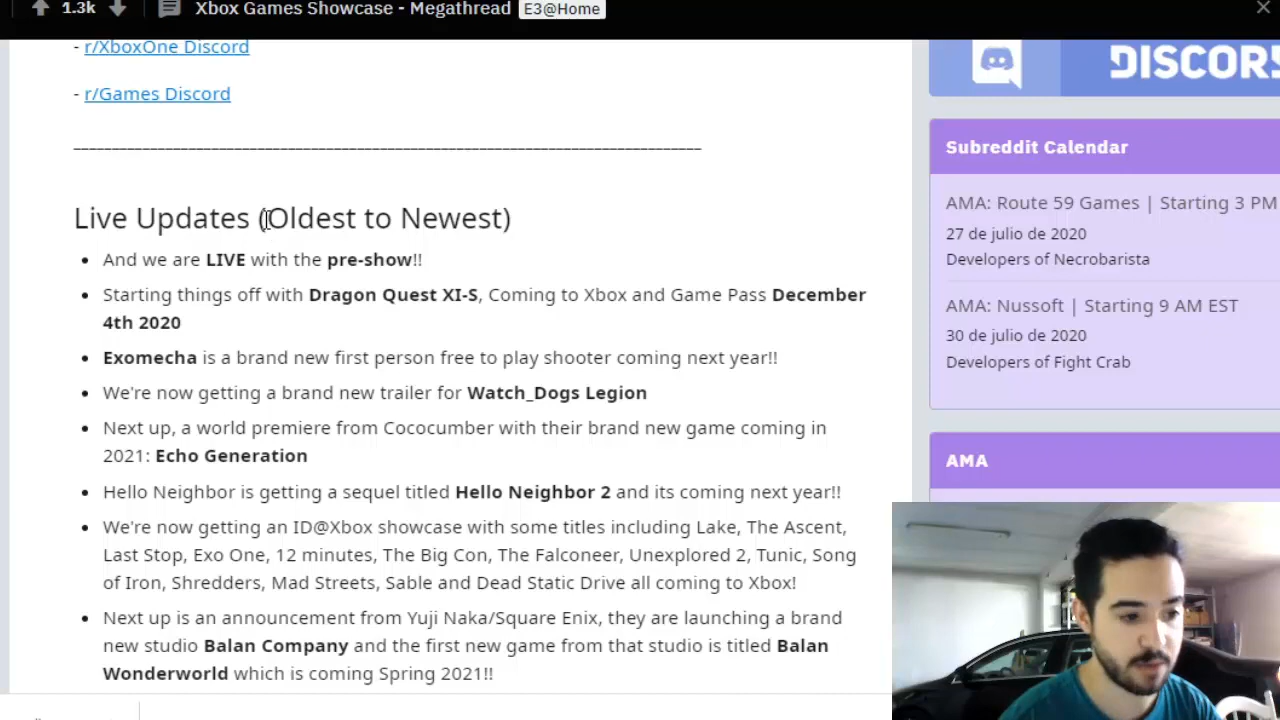 1.3k Xbox Games Showcase - Megathread E3@Home
- r/XboxOne Discord
- r/Games Discord
Live Updates (Oldest to Newest)
• And we are LIVE with the pre-show!!
• Starting things off with Dragon Quest XI-S, Coming to Xbox and Game Pass December
4th 2020
• Exomecha is a brand new first person free to play shooter coming next year!!
• We're now getting a brand new trailer for Watch_Dogs Legion
• Next up, a world premiere from Cococumber with their brand new game coming in
2021: Echo Generation
• Hello Neighbor is getting a sequel titled Hello Neighbor 2 and its coming next year!!
• We're now getting an ID@Xbox showcase with some titles including Lake, The Ascent,
Last Stop, Exo One, 12 minutes, The Big Con, The Falconeer, Unexplored 2, Tunic, Song
of Iron, Shredders, Mad Streets, Sable and Dead Static Drive all coming to Xbox!
• Next up is an announcement from Yuji Naka/Square Enix, they are launching a brand
new studio Balan Company and the first new game from that studio is titled Balan
Wonderworld which is coming Spring 2021!!
DISCORD
Subreddit Calendar
AMA: Route 59 Games | Starting 3 PM
27 de julio de 2020
Developers of Necrobarista
AMA: Nussoft | Starting 9 AM EST
30 de julio de 2020
Developers of Fight Crab
AMA